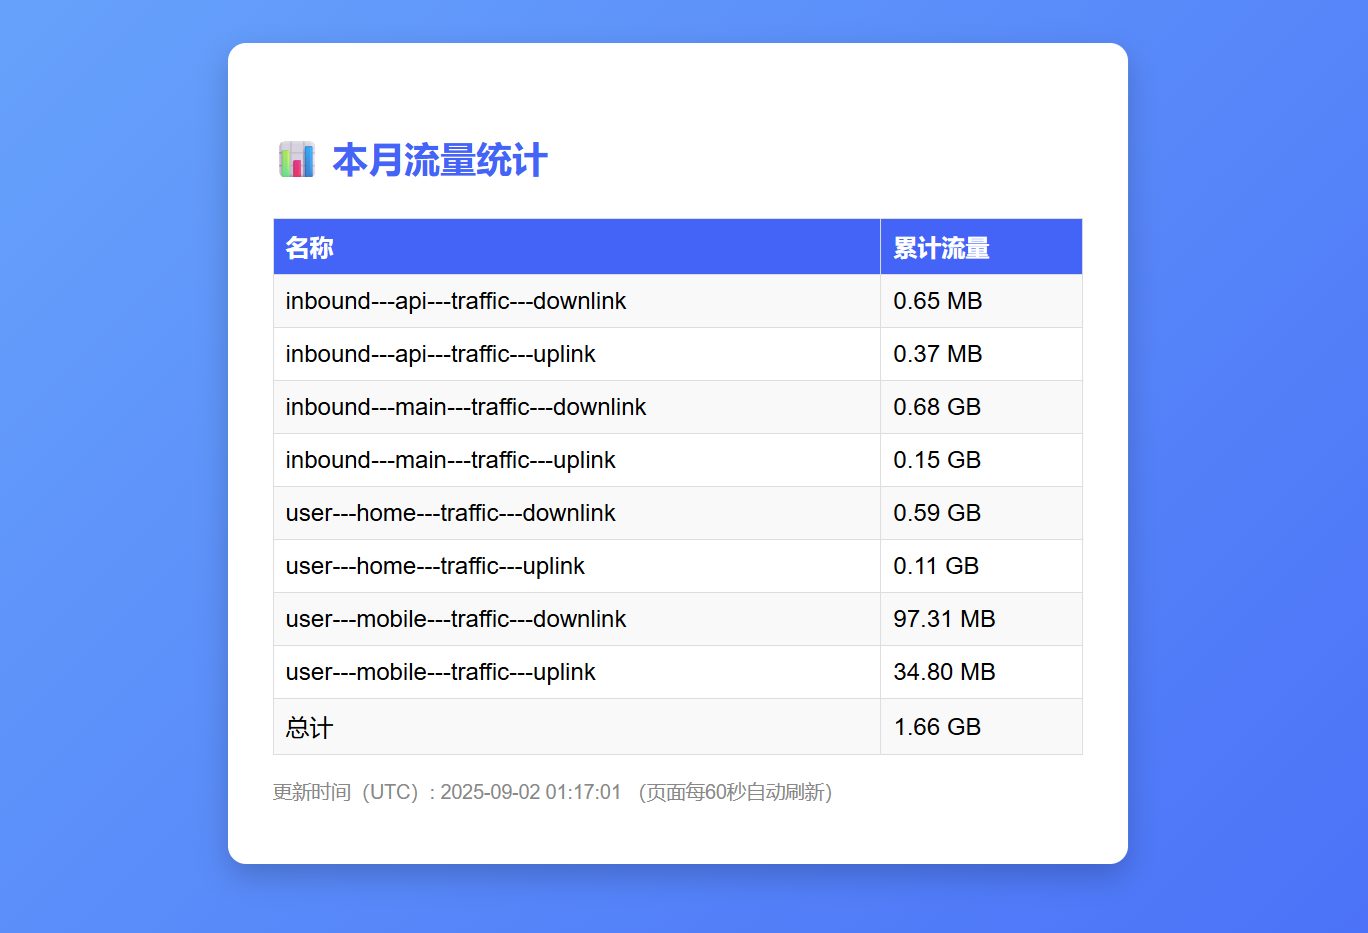 本月流量统计
名称 累计流量
inbound---api---traffic---downlink 0.65 MB
inbound---api---traffic---uplink 0.37 MB
inbound---main---traffic---downlink 0.68 GB
inbound---main---traffic---uplink 0.15 GB
user---home---traffic---downlink 0.59 GB
user---home---traffic---uplink 0.11 GB
user---mobile---traffic---downlink 97.31 MB
user---mobile---traffic---uplink 34.80 MB
总计 1.66 GB
更新时间（UTC）: 2025-09-02 01:17:01 （页面每60秒自动刷新）